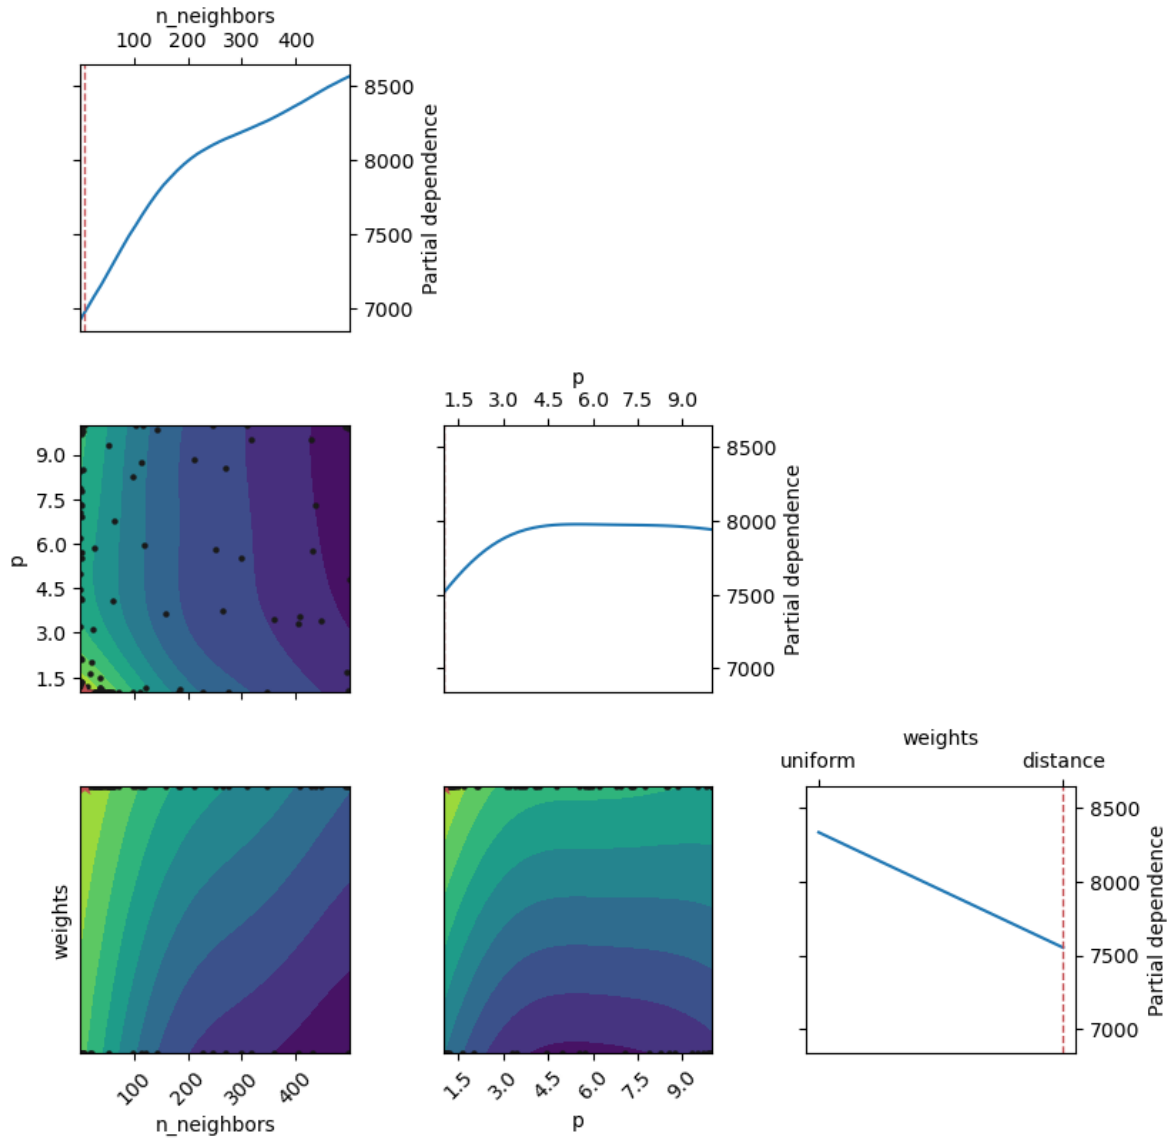 n_neighbors
100 200 300 400
8500
8000
7500
7000
Partial dependence
p
1.5 3.0 4.5 6.0 7.5 9.0
9.0
7.5
6.0
4.5
3.0
1.5
p
8500
8000
7500
7000
Partial dependence
weights
uniform distance
weights
8500
8000
7500
7000
Partial dependence
100 200 300 400
n_neighbors
1.5 3.0 4.5 6.0 7.5 9.0
p